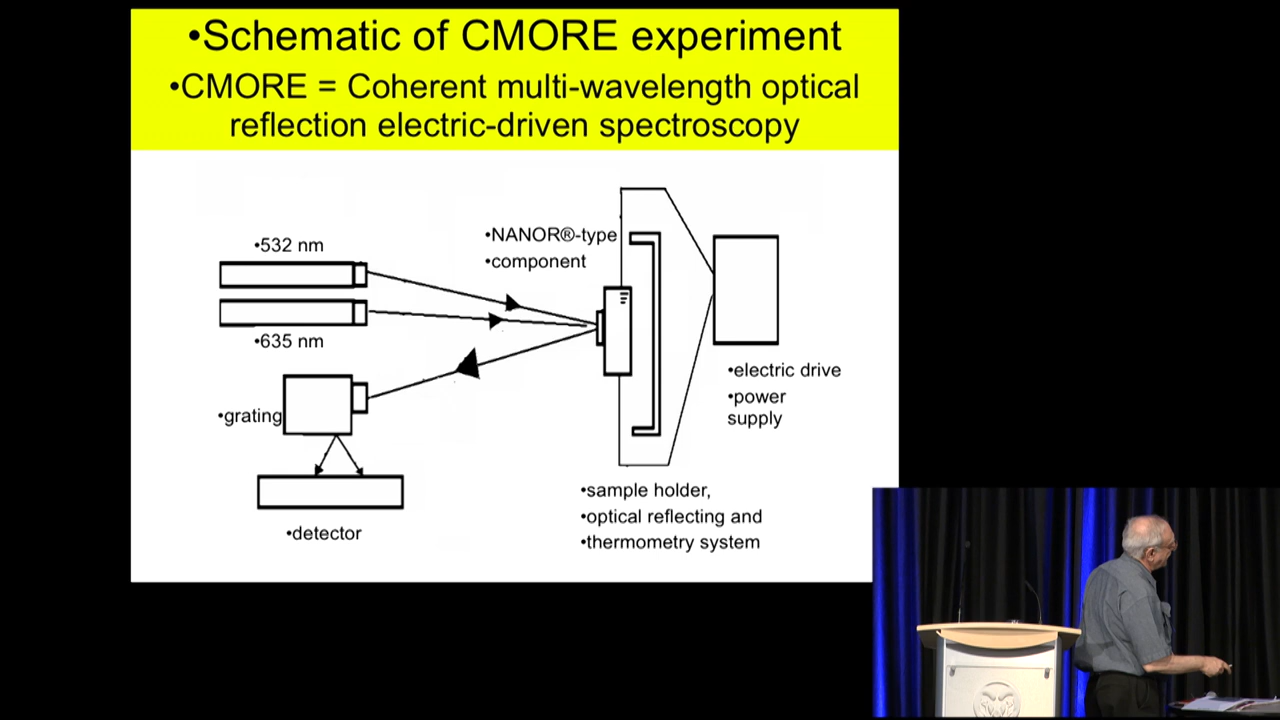 •Schematic of CMORE experiment
•CMORE = Coherent multi-wavelength optical
reflection electric-driven spectroscopy
•532 nm
•635 nm
•grating
•detector
•NANOR®-type
•component
•electric drive
•power
supply
•sample holder,
•optical reflecting and
•thermometry system